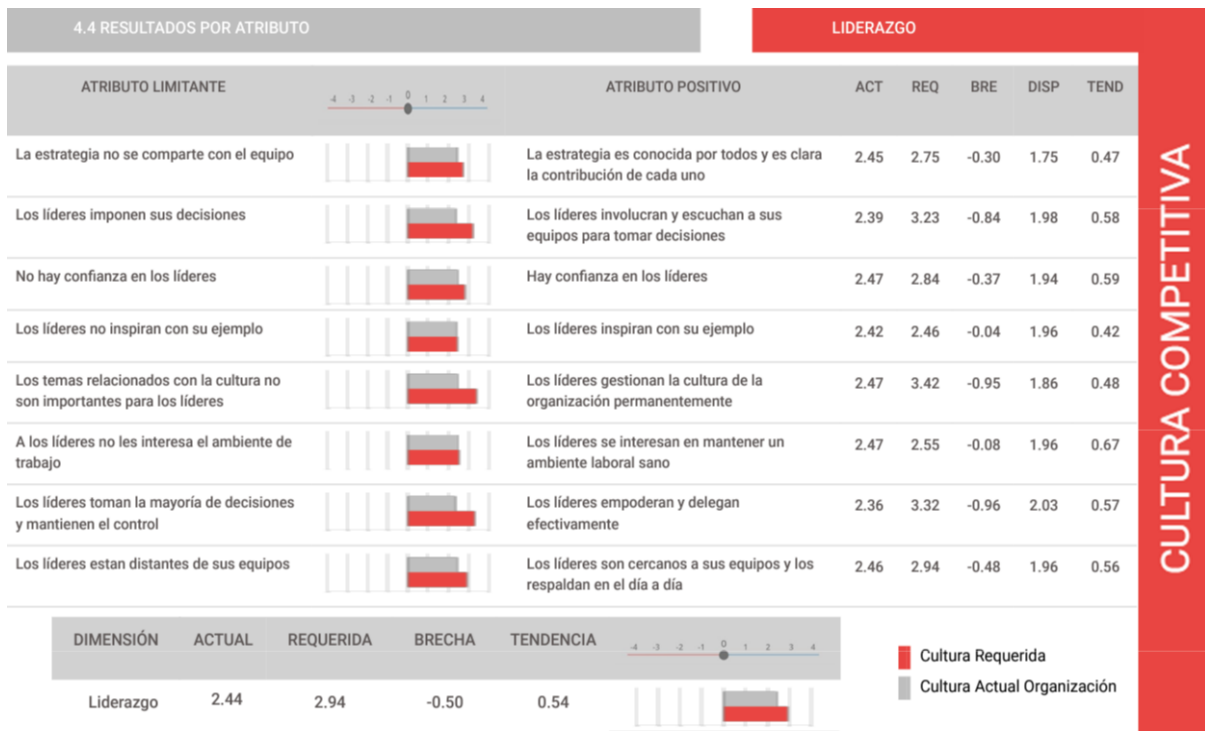 4.4 RESULTADOS POR ATRIBUTO
LIDERAZGO
ATRIBUTO LIMITANTE
-4 -3 -2 -1 0 1 2 3 4
ATRIBUTO POSITIVO
ACT REQ BRE DISP TEND
La estrategia no se comparte con el equipo
La estrategia es conocida por todos y es clara
la contribución de cada uno
2.45 2.75 -0.30 1.75 0.47
Los líderes imponen sus decisiones
Los líderes involucran y escuchan a sus
equipos para tomar decisiones
2.39 3.23 -0.84 1.98 0.58
No hay confianza en los líderes
Hay confianza en los líderes
2.47 2.84 -0.37 1.94 0.59
Los líderes no inspiran con su ejemplo
Los líderes inspiran con su ejemplo
2.42 2.46 -0.04 1.96 0.42
Los temas relacionados con la cultura no
son importantes para los líderes
Los líderes gestionan la cultura de la
organización permanentemente
2.47 3.42 -0.95 1.86 0.48
A los líderes no les interesa el ambiente de
trabajo
Los líderes se interesan en mantener un
ambiente laboral sano
2.47 2.55 -0.08 1.96 0.67
Los líderes toman la mayoría de decisiones
y mantienen el control
Los líderes empoderan y delegan
efectivamente
2.36 3.32 -0.96 2.03 0.57
Los líderes estan distantes de sus equipos
Los líderes son cercanos a sus equipos y los
respaldan en el día a día
2.46 2.94 -0.48 1.96 0.56
DIMENSIÓN ACTUAL REQUERIDA BRECHA TENDENCIA
-4 -3 -2 -1 0 1 2 3 4
Liderazgo 2.44 2.94 -0.50 0.54
Cultura Requerida
Cultura Actual Organización
CULTURA COMPETITIVA